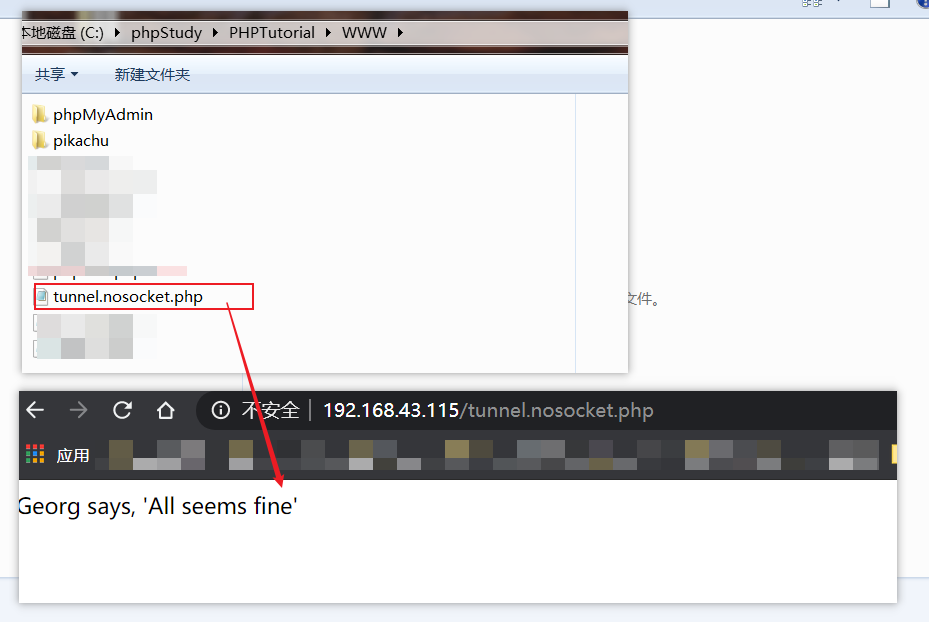 本地磁盘 (C:) ▸ phpStudy ▸ PHPTutorial ▸ WWW ▸
共享 新建文件夹
phpMyAdmin
pikachu
tunnel.nosocket.php
文件。
不安全 | 192.168.43.115/tunnel.nosocket.php
应用
Georg says, 'All seems fine'